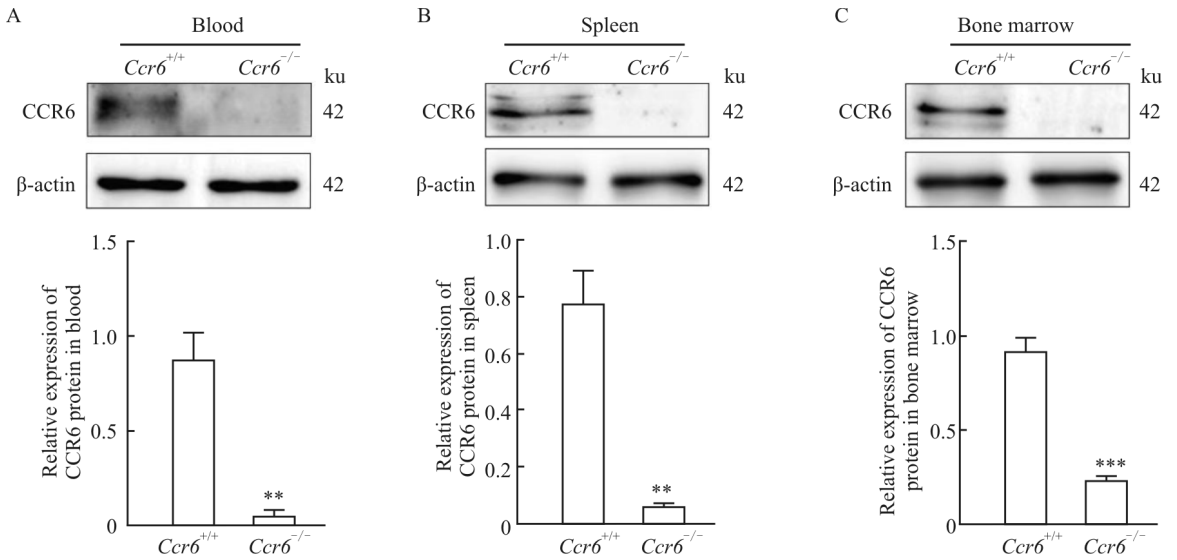 A
Blood
Ccr6+/+ Ccr6−/−
ku
CCR6
42
β-actin
42
1.5
1.0
0.5
0
Relative expression of
CCR6 protein in blood
**
Ccr6+/+ Ccr6−/−
B
Spleen
Ccr6+/+ Ccr6−/−
ku
CCR6
42
β-actin
42
1.0
0.8
0.6
0.4
0.2
0
Relative expression of
CCR6 protein in spleen
**
Ccr6+/+ Ccr6−/−
C
Bone marrow
Ccr6+/+ Ccr6−/−
ku
CCR6
42
β-actin
42
1.5
1.0
0.5
0
Relative expression of CCR6
protein in bone marrow
***
Ccr6+/+ Ccr6−/−